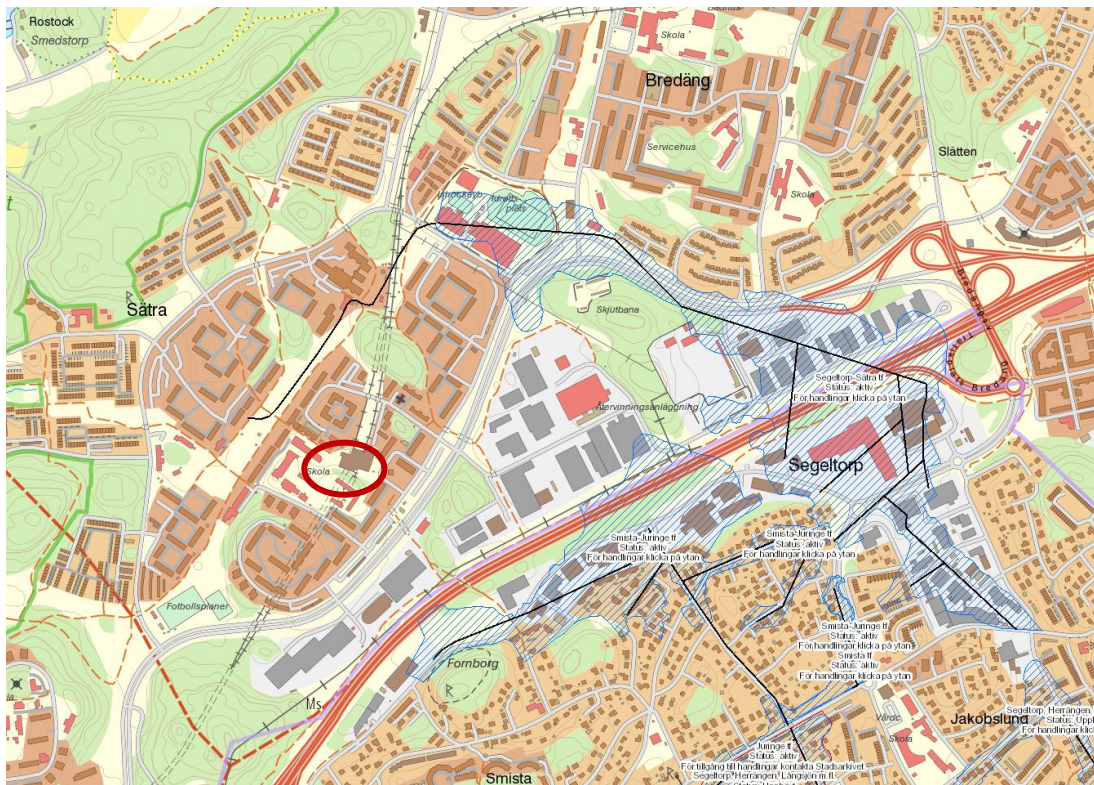 Rostock
Smedstorp
Skola
Bredäng
Servicehus
Slätten
Skola
Ishockeyb
Idrotts
plats
Sätra
Skjutbana
Återvinningsanläggning
Segeltorp-Sätra tf
Status: aktiv
För handlingar klicka på ytan
Segeltorp
Skola
Smista-Juringe tf
Status: aktiv
För handlingar klicka på ytan
Smista-Juringe tf
Status: aktiv
För handlingar klicka på ytan
Fotbollsplaner
Smista-Juringe tf
Status: aktiv
För handlingar klicka på ytan
Smista tf
Status: aktiv
För handlingar klicka på ytan
Fornborg
Ms
Vårdc.
Skola
Jakobslund
Segeltorp, Herrängen,
Status: Uppl
För handlingar klic
Juringe tf
Status: aktiv
För tillgång till handlingar kontakta Stadsarkivet
Segeltorp, Herrängen, Långsjön m.fl.
Smista